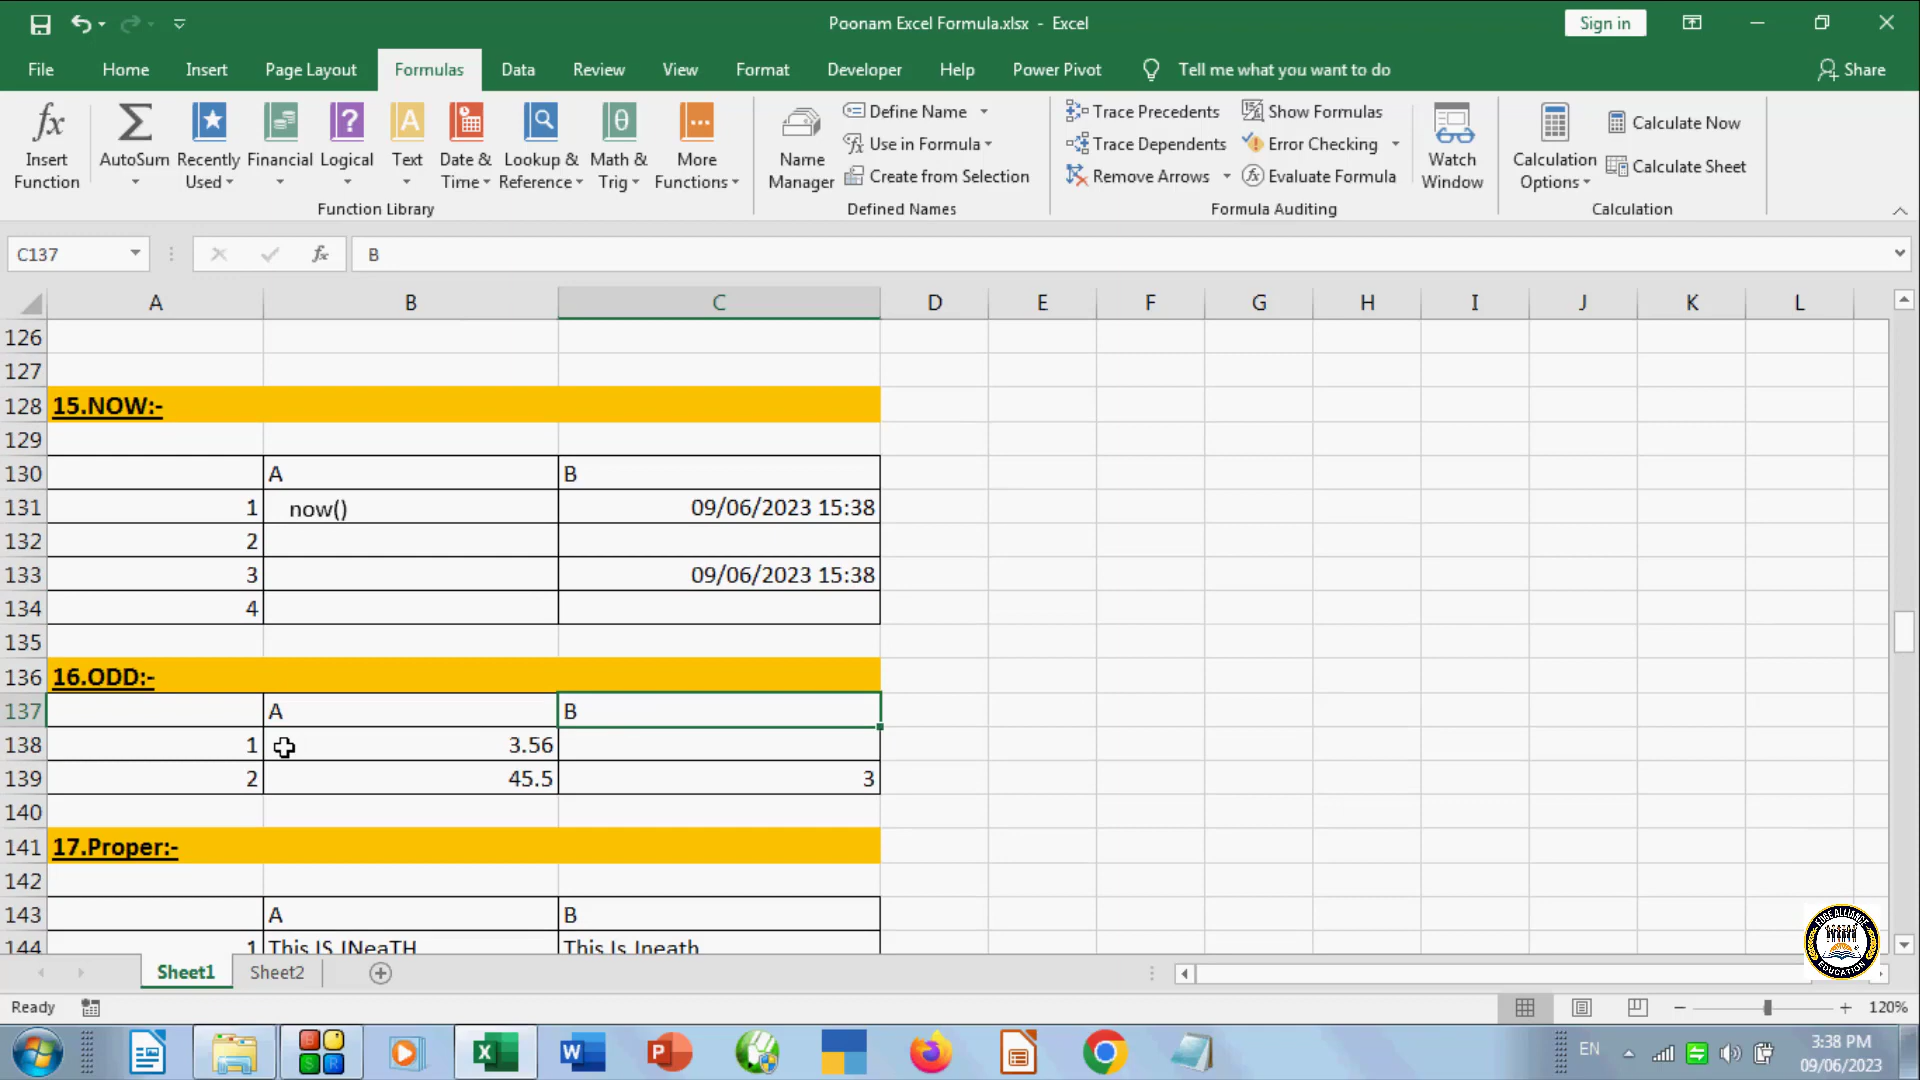 Poonam Excel Formula.xlsx - Excel
Sign in
File Home Insert Page Layout Formulas Data Review View Format Developer Help Power Pivot Tell me what you want to do Share
fx
Insert Function
AutoSum
Recently Used
Financial
Logical
Text
Date & Time
Lookup & Reference
Math & Trig
More Functions
Function Library
Name Manager
Define Name
Use in Formula
Create from Selection
Defined Names
Trace Precedents
Trace Dependents
Remove Arrows
Show Formulas
Error Checking
Evaluate Formula
Formula Auditing
Watch Window
Calculation Options
Calculate Now
Calculate Sheet
Calculation
C137 fx B
A B C D E F G H I J K L
126
127
128 15.NOW:-
129
130 A B
131 1 now() 09/06/2023 15:38
132 2
133 3 09/06/2023 15:38
134 4
135
136 16.ODD:-
137 A B
138 1 3.56
139 2 45.5 3
140
141 17.Proper:-
142
143 A B
144 1 This IS INeaTH This Is Ineath
Sheet1 Sheet2
EDGE ALLIANCE
EDUCATION
Ready 120%
EN 3:38 PM
09/06/2023